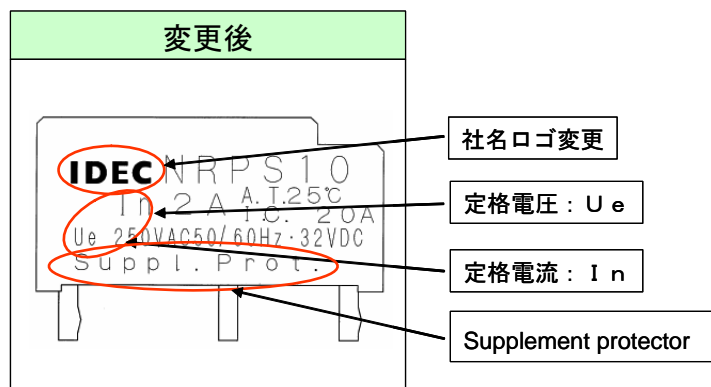 変更後
IDEC NRPS10
In 2A A.T.25℃
I.C. 20A
Ue 250VAC50/60Hz・32VDC
Suppl.Prot.
社名ロゴ変更
定格電圧：Ｕｅ
定格電流：Ｉｎ
Supplement protector